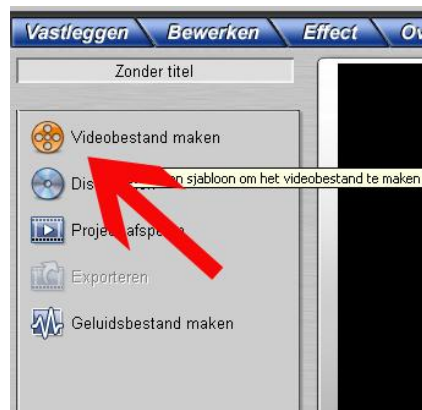 Vastleggen Bewerken Effect
Zonder titel
Videobestand maken
sjabloon om het videobestand te maken
Exporteren
Geluidsbestand maken